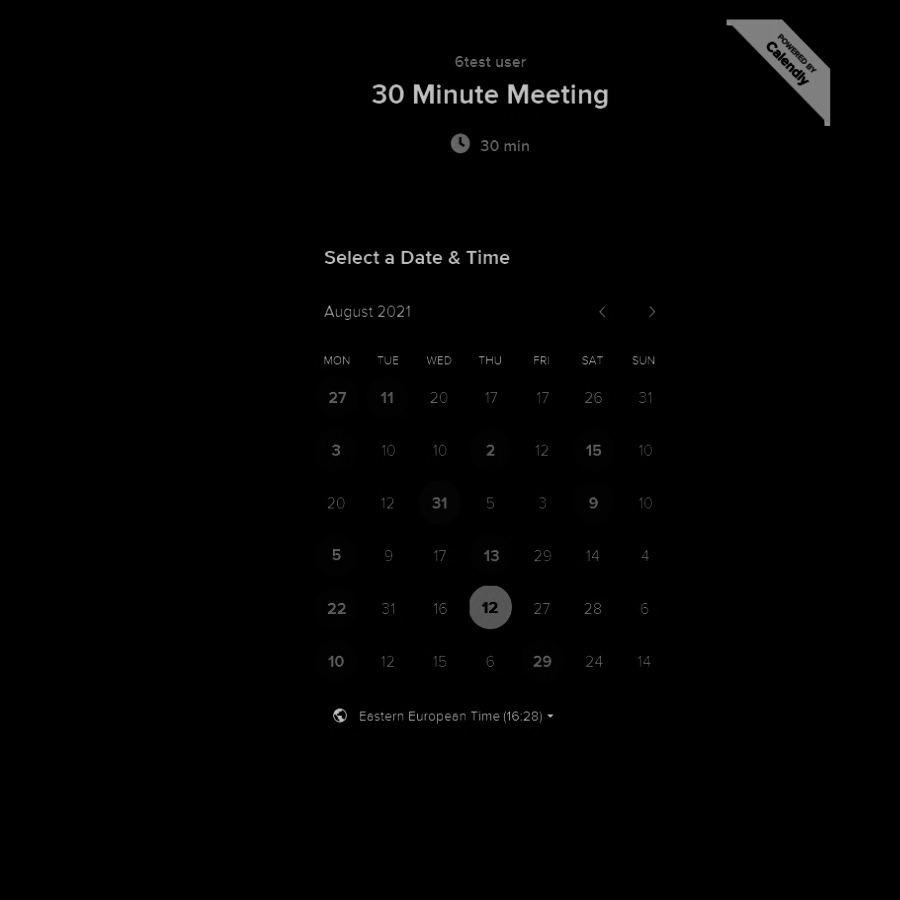 6test user
30 Minute Meeting
30 min
POWERED BY
Calendly
Select a Date & Time
August 2021
MON TUE WED THU FRI SAT SUN
27 11 20 17 17 26 31
3 10 10 2 12 15 10
20 12 31 5 3 9 10
5 9 17 13 29 14 4
22 31 16 12 27 28 6
10 12 15 6 29 24 14
Eastern European Time (16:28)